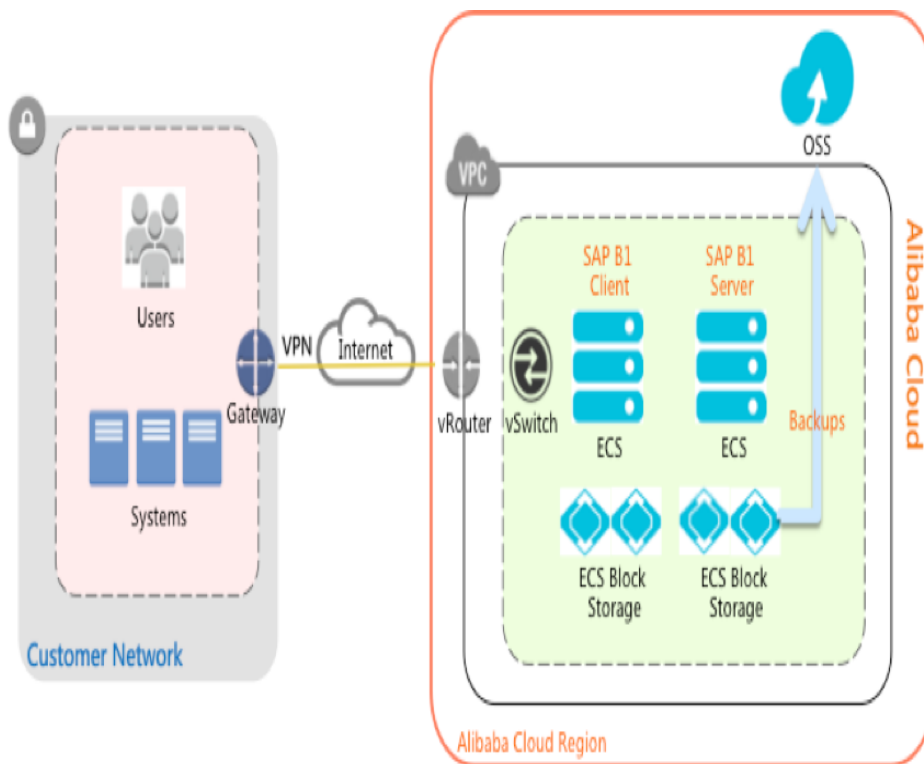 OSS
VPC
Alibaba Cloud
SAP B1
Client
SAP B1
Server
Users
VPN
Internet
Gateway
vRouter
vSwitch
ECS
ECS
Backups
Systems
ECS Block
Storage
ECS Block
Storage
Customer Network
Alibaba Cloud Region